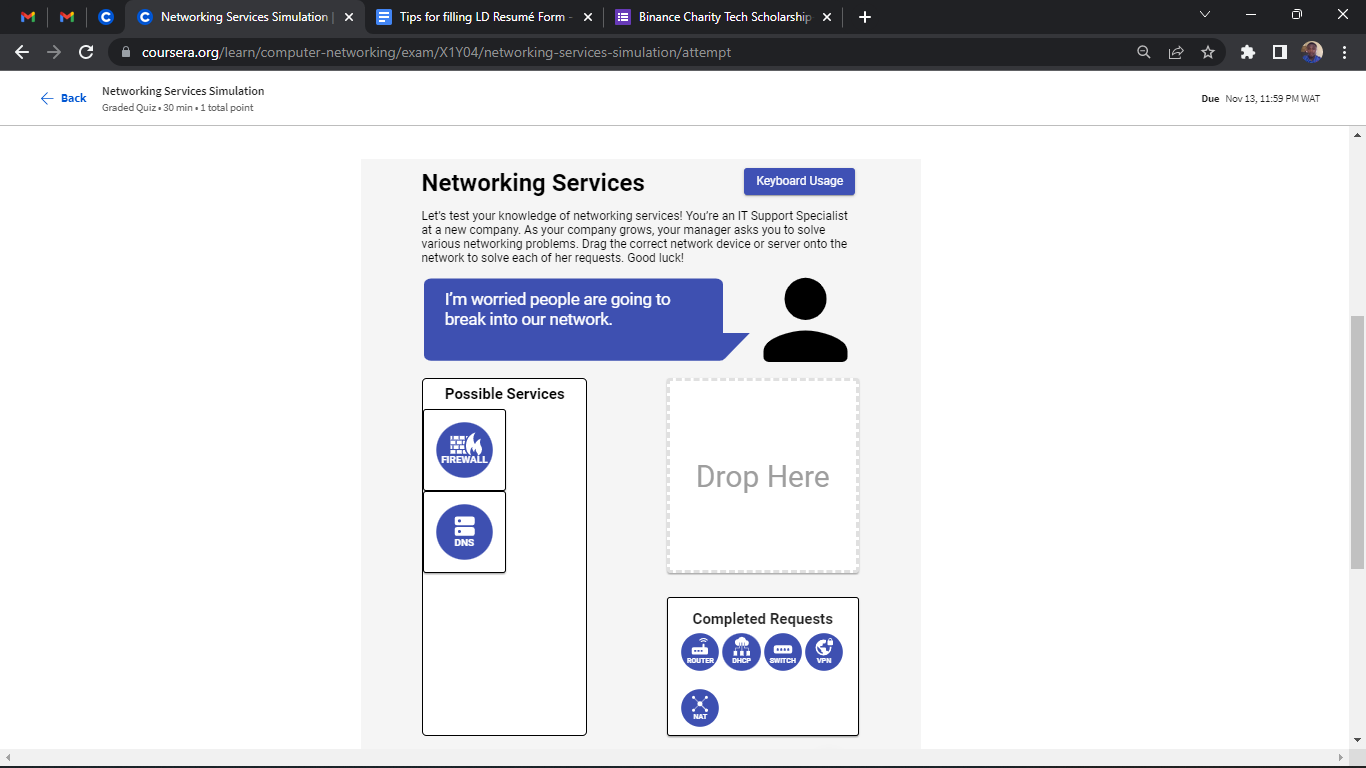 Networking Services Simulation |
Tips for filling LD Resumé Form -
Binance Charity Tech Scholarship
coursera.org/learn/computer-networking/exam/X1Y04/networking-services-simulation/attempt
Back
Networking Services Simulation
Graded Quiz • 30 min • 1 total point
Due Nov 13, 11:59 PM WAT
Networking Services
Keyboard Usage
Let's test your knowledge of networking services! You're an IT Support Specialist
at a new company. As your company grows, your manager asks you to solve
various networking problems. Drag the correct network device or server onto the
network to solve each of her requests. Good luck!
I'm worried people are going to
break into our network.
Possible Services
FIREWALL
DNS
Drop Here
Completed Requests
ROUTER DHCP SWITCH VPN
NAT